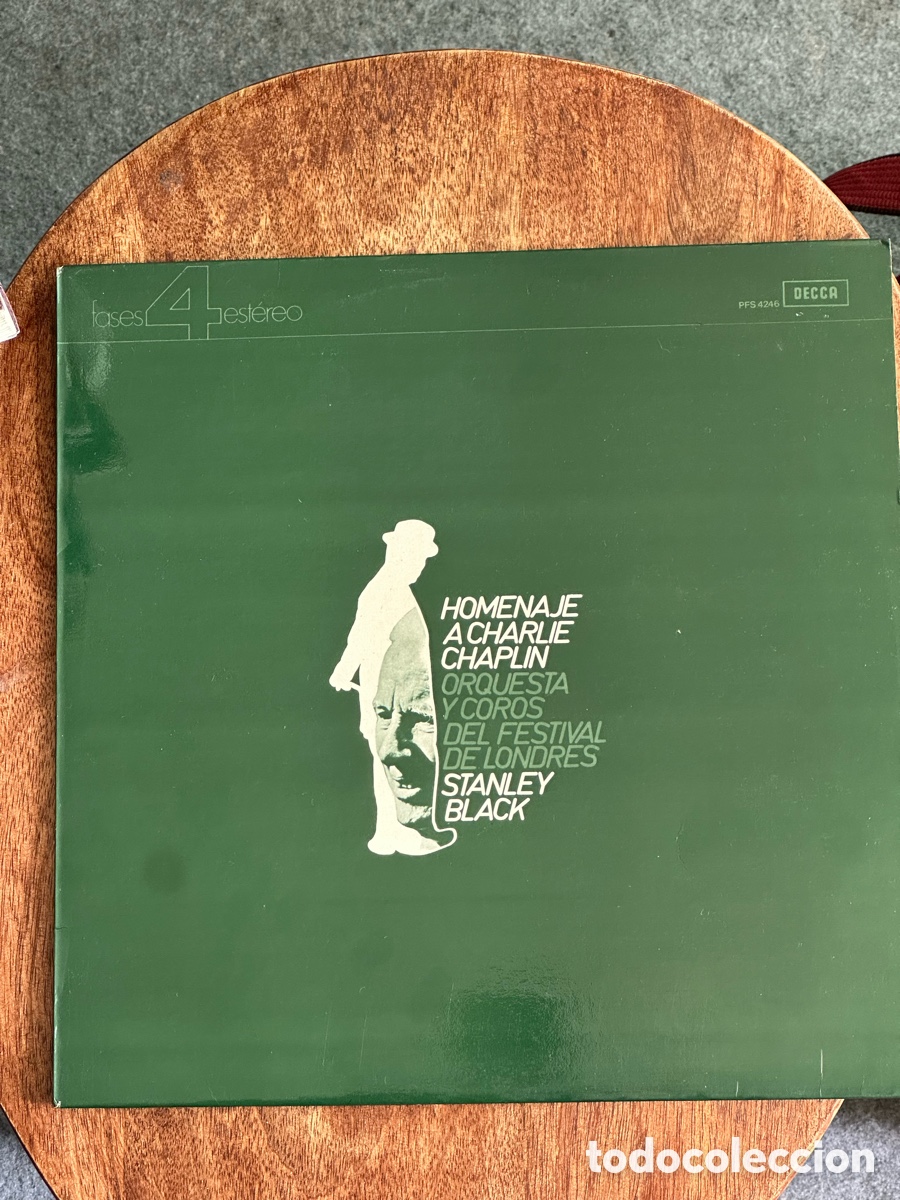 fases 4 estéreo
PFS 4246 DECCA
HOMENAJE
A CHARLIE
CHAPLIN
ORQUESTA
Y COROS
DEL FESTIVAL
DE LONDRES
STANLEY
BLACK
todocoleccion